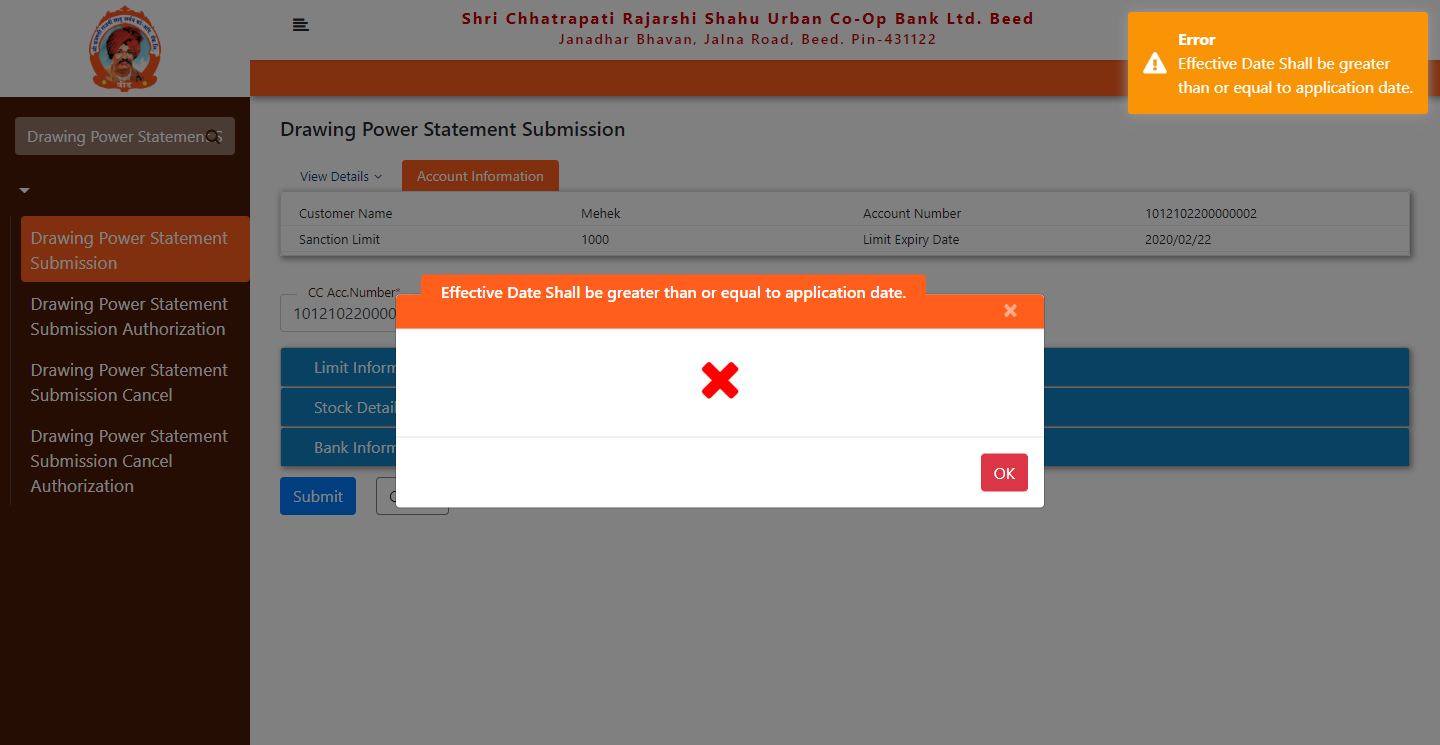 Shri Chhatrapati Rajarshi Shahu Urban Co-Op Bank Ltd. Beed
Janadhar Bhavan, Jalna Road, Beed. Pin-431122
Error
Effective Date Shall be greater
than or equal to application date.
Drawing Power Statement S
Drawing Power Statement
Submission
Drawing Power Statement
Submission Authorization
Drawing Power Statement
Submission Cancel
Drawing Power Statement
Submission Cancel
Authorization
Drawing Power Statement Submission
View Details
Account Information
Customer Name Mehek Account Number 1012102200000002
Sanction Limit 1000 Limit Expiry Date 2020/02/22
CC Acc.Number*
101210220000
Effective Date Shall be greater than or equal to application date.
×
Limit Inform
Stock Detail
Bank Inform
OK
Submit
C